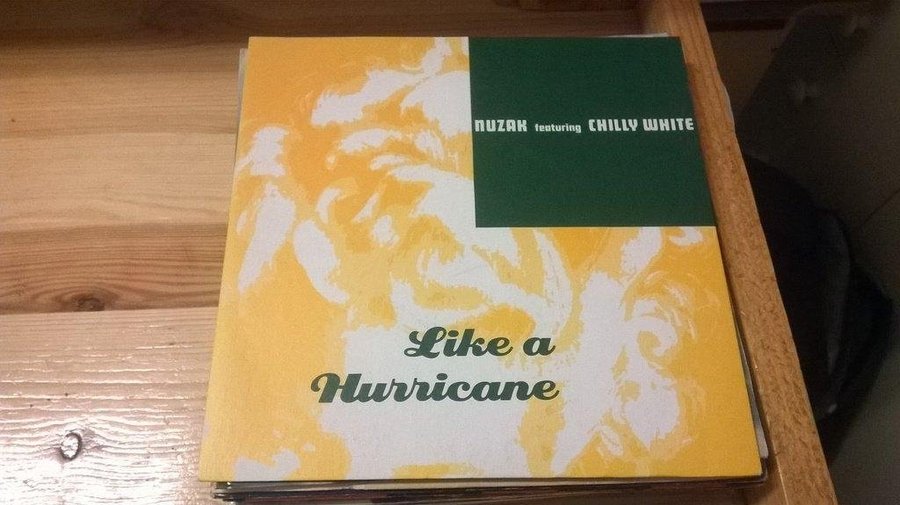 NUZAK featuring CHILLY WHITE
Like a
Hurricane